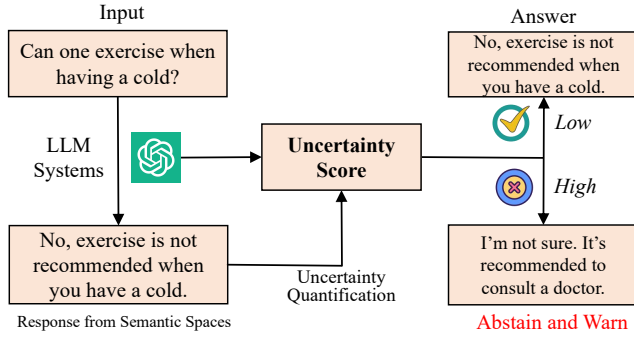 Input
Can one exercise when
having a cold?
LLM
Systems
No, exercise is not
recommended when
you have a cold.
Response from Semantic Spaces
Uncertainty
Score
Uncertainty
Quantification
Answer
No, exercise is not
recommended when
you have a cold.
Low
High
I'm not sure. It's
recommended to
consult a doctor.
Abstain and Warn